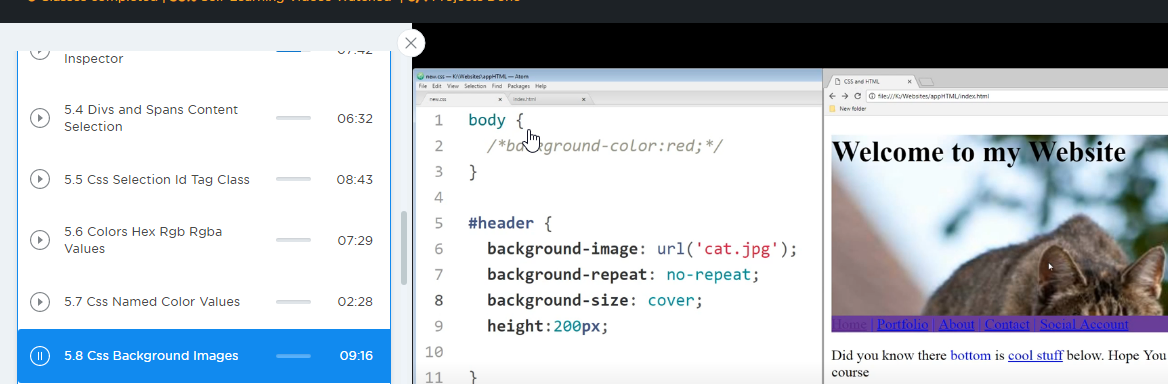 Inspector
07:42
5.4 Divs and Spans Content
Selection
06:32
5.5 Css Selection Id Tag Class
08:43
5.6 Colors Hex Rgb Rgba
Values
07:29
5.7 Css Named Color Values
02:28
5.8 Css Background Images
09:16
new.css — K:\Websites\appHTML — Atom
File Edit View Selection Find Packages Help
new.css
index.html
1 body {
2 /*background-color:red;*/
3 }
4
5 #header {
6 background-image: url('cat.jpg');
7 background-repeat: no-repeat;
8 background-size: cover;
9 height:200px;
10
11 }
CSS and HTML
file:///K:/Websites/appHTML/index.html
New folder
Welcome to my Website
Home | Portfolio | About | Contact | Social Account
Did you know there bottom is cool stuff below. Hope You
course